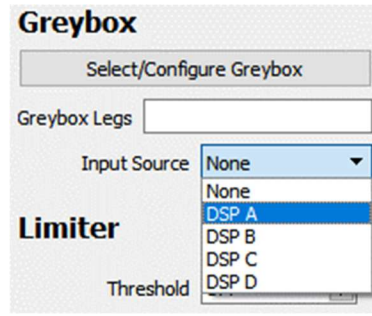 Greybox
Select/Configure Greybox
Greybox Legs
Input Source None
None
DSP A
Limiter
DSP B
DSP C
DSP D
Threshold